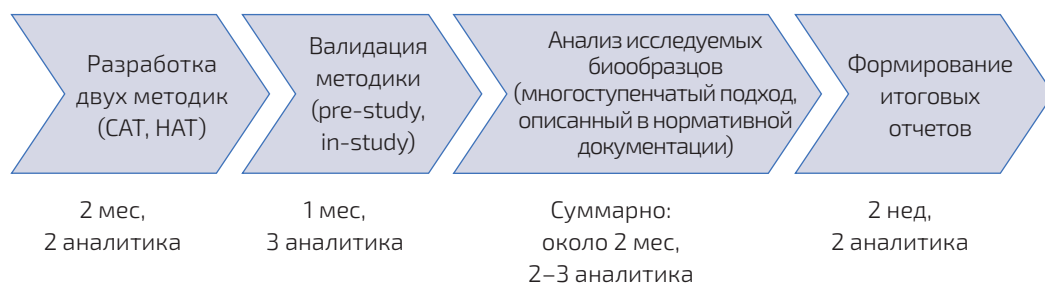 Разработка
двух методик
(САТ, НАТ)
Валидация
методики
(pre-study,
in-study)
Анализ исследуемых
биообразцов
(многоступенчатый подход,
описанный в нормативной
документации)
Формирование
итоговых
отчетов
2 мес,
2 аналитика
1 мес,
3 аналитика
Суммарно:
около 2 мес,
2–3 аналитика
2 нед,
2 аналитика